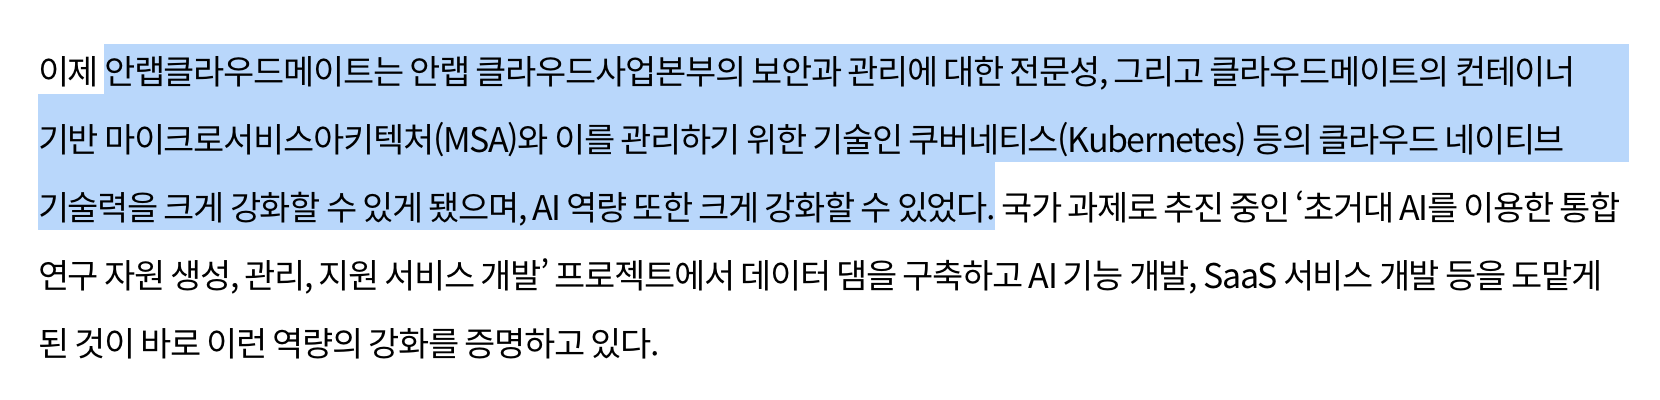 이제 안랩클라우드메이트는 안랩 클라우드사업본부의 보안과 관리에 대한 전문성, 그리고 클라우드메이트의 컨테이너
기반 마이크로서비스아키텍처(MSA)와 이를 관리하기 위한 기술인 쿠버네티스(Kubernetes) 등의 클라우드 네이티브
기술력을 크게 강화할 수 있게 됐으며, AI 역량 또한 크게 강화할 수 있었다. 국가 과제로 추진 중인 ‘초거대 AI를 이용한 통합
연구 자원 생성, 관리, 지원 서비스 개발’ 프로젝트에서 데이터 댐을 구축하고 AI 기능 개발, SaaS 서비스 개발 등을 도맡게
된 것이 바로 이런 역량의 강화를 증명하고 있다.